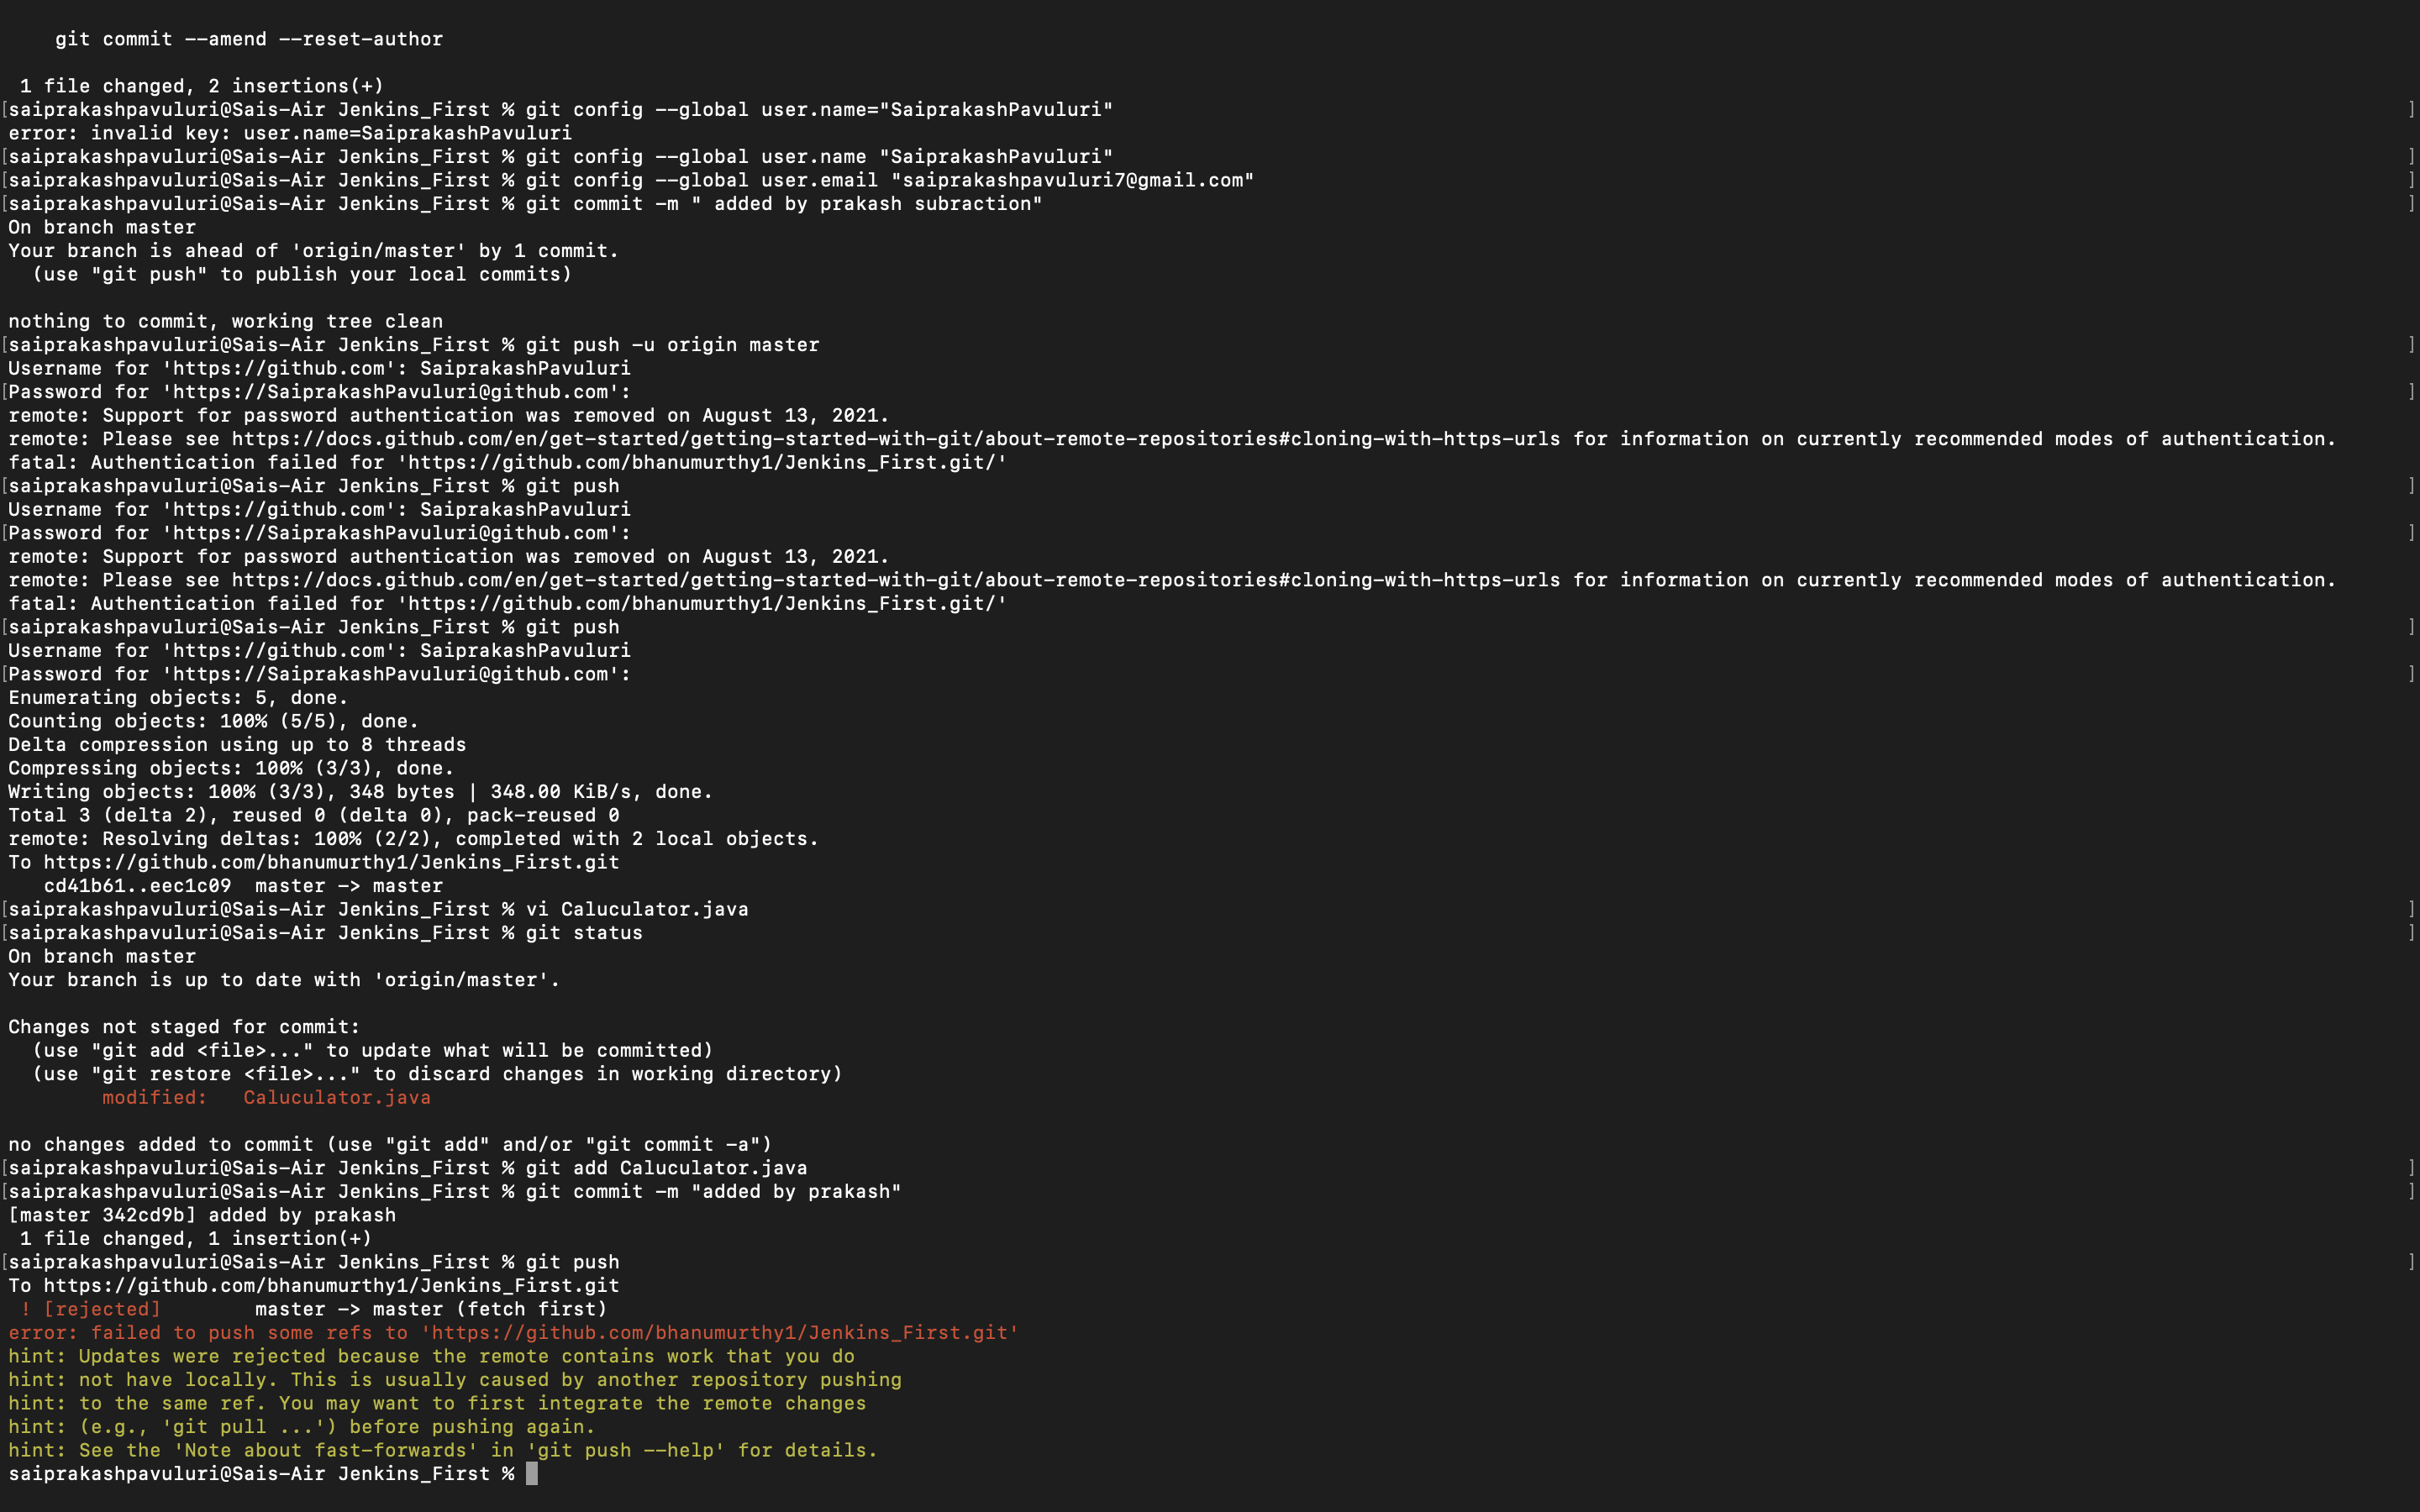 git commit --amend --reset-author
1 file changed, 2 insertions(+)
[saiprakashpavuluri@Sais-Air Jenkins_First % git config --global user.name="SaiprakashPavuluri" ]
error: invalid key: user.name=SaiprakashPavuluri
[saiprakashpavuluri@Sais-Air Jenkins_First % git config --global user.name "SaiprakashPavuluri" ]
[saiprakashpavuluri@Sais-Air Jenkins_First % git config --global user.email "saiprakashpavuluri7@gmail.com" ]
[saiprakashpavuluri@Sais-Air Jenkins_First % git commit -m " added by prakash subraction" ]
On branch master
Your branch is ahead of 'origin/master' by 1 commit.
(use "git push" to publish your local commits)
nothing to commit, working tree clean
[saiprakashpavuluri@Sais-Air Jenkins_First % git push -u origin master ]
Username for 'https://github.com': SaiprakashPavuluri
[Password for 'https://SaiprakashPavuluri@github.com': ]
remote: Support for password authentication was removed on August 13, 2021.
remote: Please see https://docs.github.com/en/get-started/getting-started-with-git/about-remote-repositories#cloning-with-https-urls for information on currently recommended modes of authentication.
fatal: Authentication failed for 'https://github.com/bhanumurthy1/Jenkins_First.git/'
[saiprakashpavuluri@Sais-Air Jenkins_First % git push ]
Username for 'https://github.com': SaiprakashPavuluri
[Password for 'https://SaiprakashPavuluri@github.com': ]
remote: Support for password authentication was removed on August 13, 2021.
remote: Please see https://docs.github.com/en/get-started/getting-started-with-git/about-remote-repositories#cloning-with-https-urls for information on currently recommended modes of authentication.
fatal: Authentication failed for 'https://github.com/bhanumurthy1/Jenkins_First.git/'
[saiprakashpavuluri@Sais-Air Jenkins_First % git push ]
Username for 'https://github.com': SaiprakashPavuluri
[Password for 'https://SaiprakashPavuluri@github.com': ]
Enumerating objects: 5, done.
Counting objects: 100% (5/5), done.
Delta compression using up to 8 threads
Compressing objects: 100% (3/3), done.
Writing objects: 100% (3/3), 348 bytes | 348.00 KiB/s, done.
Total 3 (delta 2), reused 0 (delta 0), pack-reused 0
remote: Resolving deltas: 100% (2/2), completed with 2 local objects.
To https://github.com/bhanumurthy1/Jenkins_First.git
cd41b61..eec1c09 master -> master
[saiprakashpavuluri@Sais-Air Jenkins_First % vi Caluculator.java ]
[saiprakashpavuluri@Sais-Air Jenkins_First % git status ]
On branch master
Your branch is up to date with 'origin/master'.
Changes not staged for commit:
(use "git add <file>..." to update what will be committed)
(use "git restore <file>..." to discard changes in working directory)
modified: Caluculator.java
no changes added to commit (use "git add" and/or "git commit -a")
[saiprakashpavuluri@Sais-Air Jenkins_First % git add Caluculator.java ]
[saiprakashpavuluri@Sais-Air Jenkins_First % git commit -m "added by prakash" ]
[master 342cd9b] added by prakash
1 file changed, 1 insertion(+)
[saiprakashpavuluri@Sais-Air Jenkins_First % git push ]
To https://github.com/bhanumurthy1/Jenkins_First.git
! [rejected] master -> master (fetch first)
error: failed to push some refs to 'https://github.com/bhanumurthy1/Jenkins_First.git'
hint: Updates were rejected because the remote contains work that you do
hint: not have locally. This is usually caused by another repository pushing
hint: to the same ref. You may want to first integrate the remote changes
hint: (e.g., 'git pull ...') before pushing again.
hint: See the 'Note about fast-forwards' in 'git push --help' for details.
saiprakashpavuluri@Sais-Air Jenkins_First %